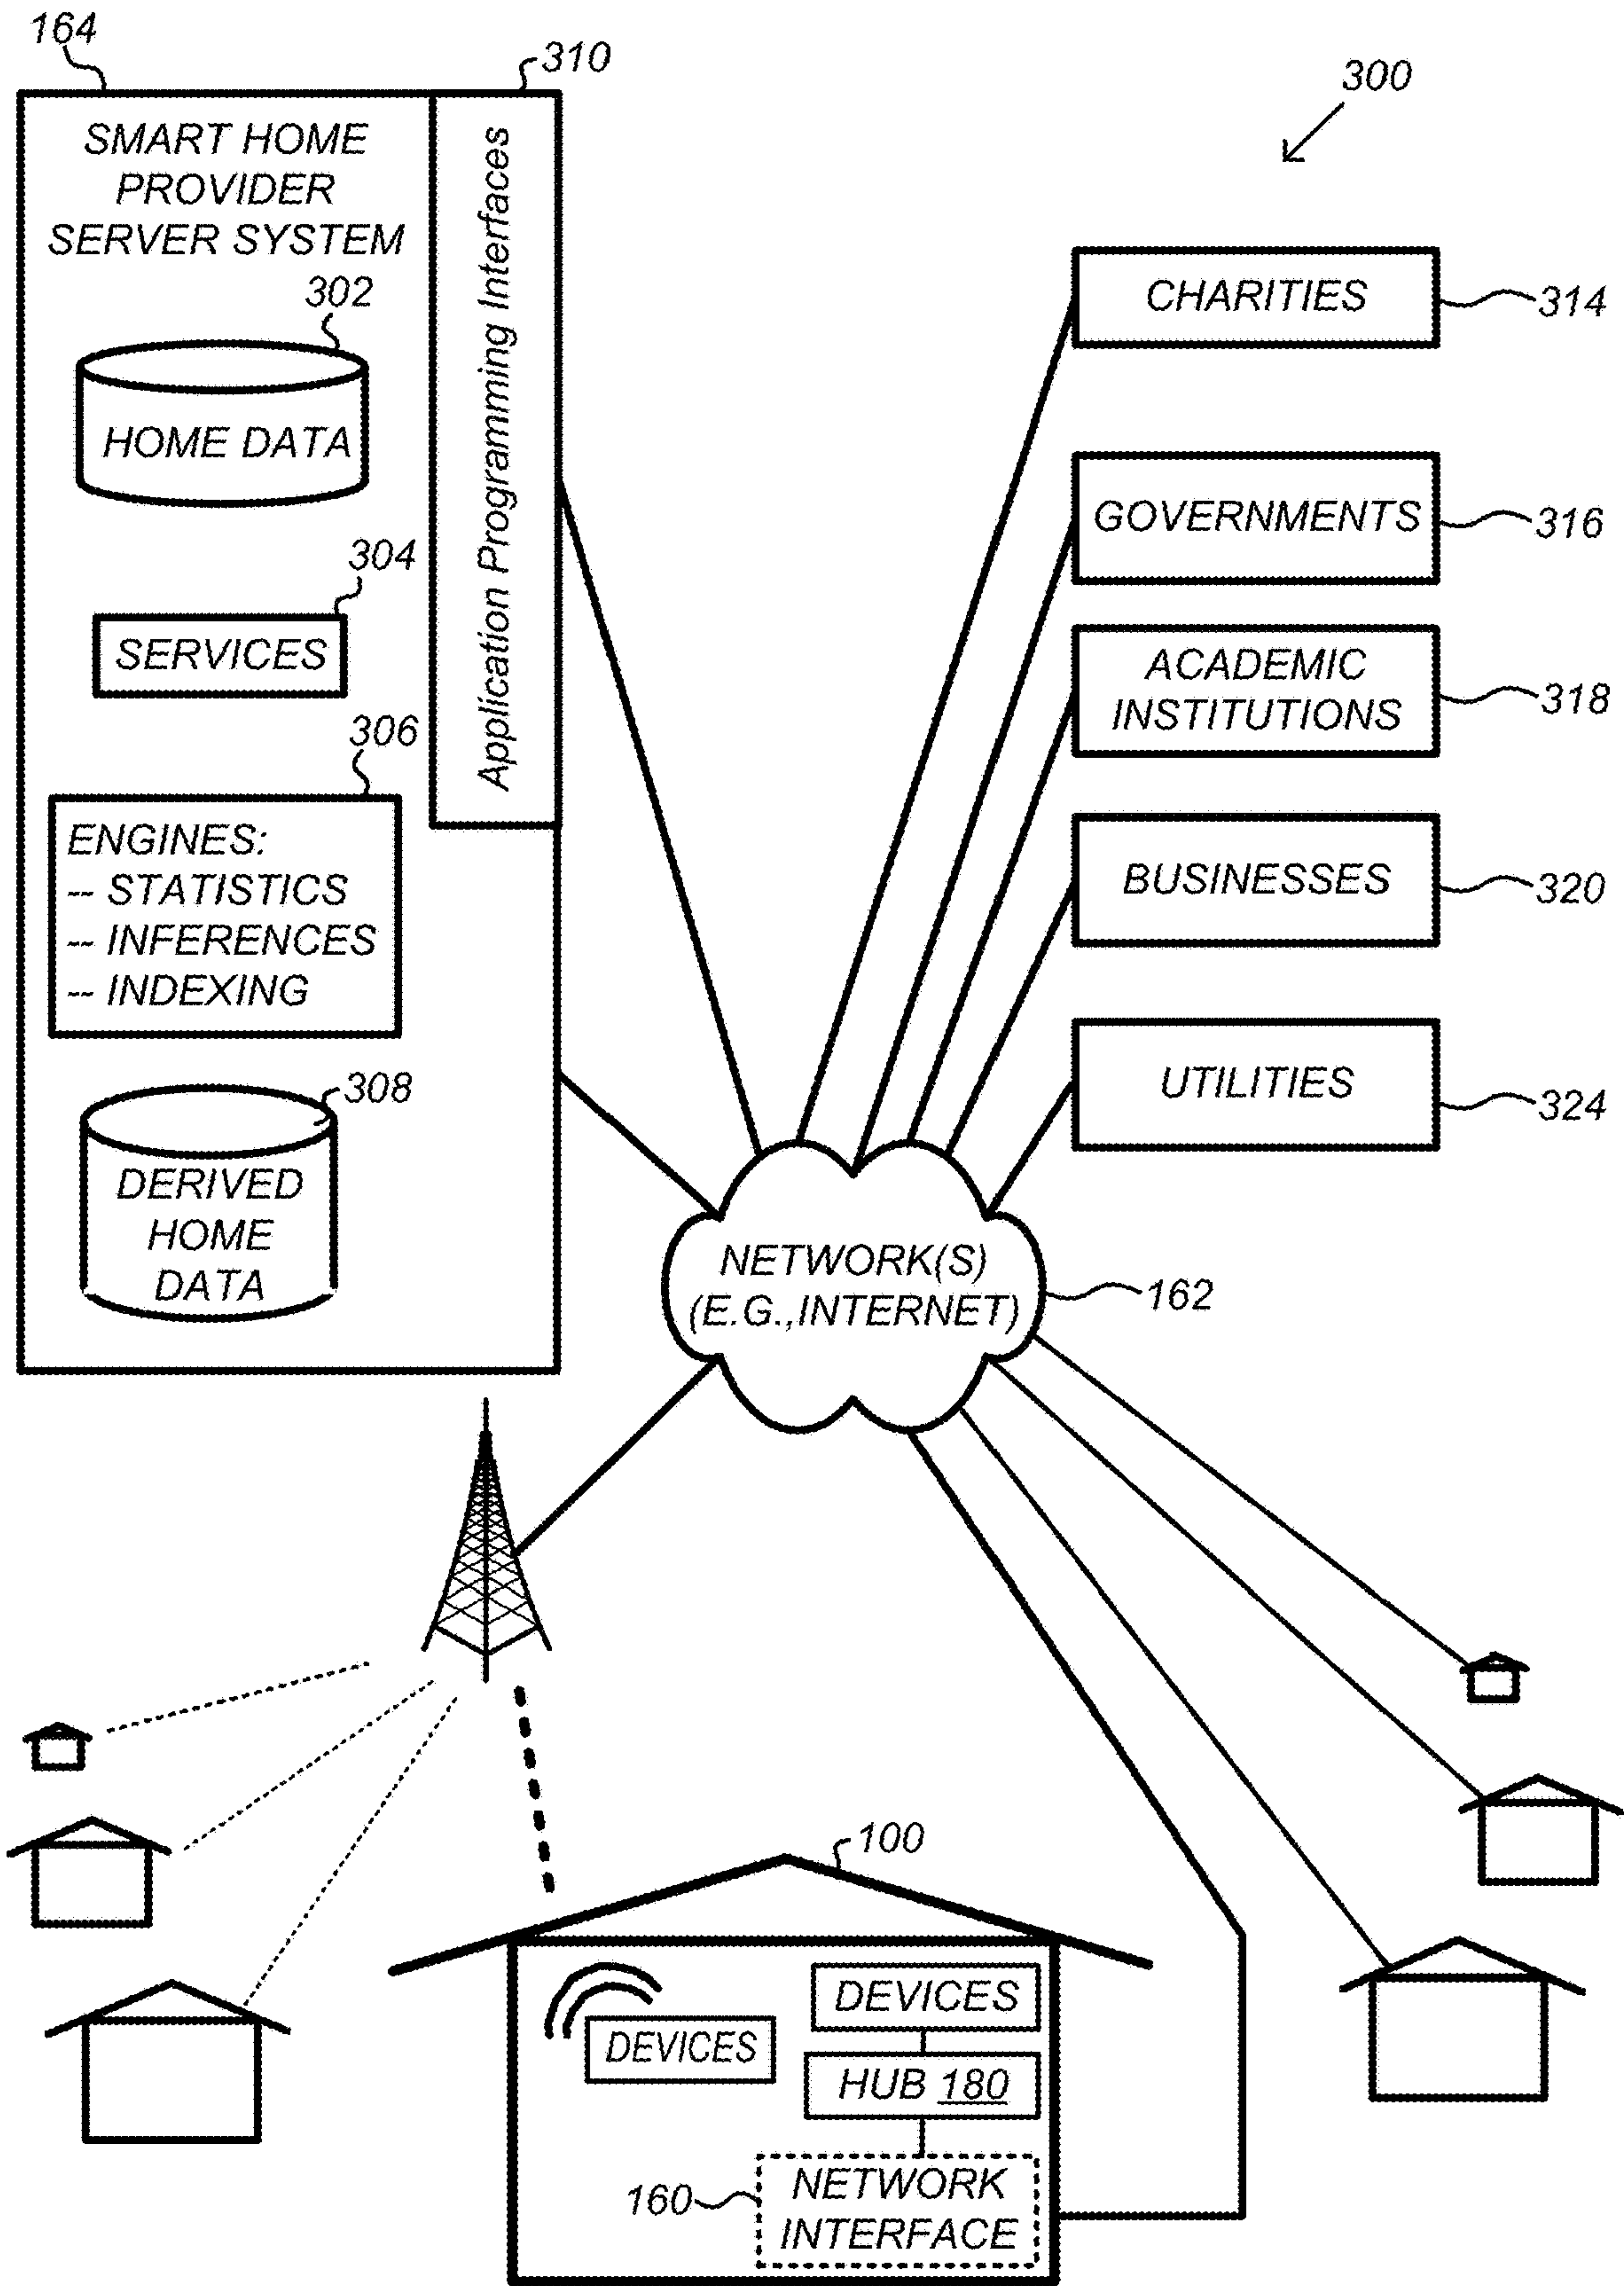 164
310
300
SMART HOME
PROVIDER
SERVER SYSTEM
302
HOME DATA
304
SERVICES
306
ENGINES:
-- STATISTICS
-- INFERENCES
-- INDEXING
308
DERIVED
HOME
DATA
Application Programming Interfaces
CHARITIES
314
GOVERNMENTS
316
ACADEMIC
INSTITUTIONS
318
BUSINESSES
320
UTILITIES
324
NETWORK(S)
(E.G.,INTERNET)
162
100
DEVICES
DEVICES
HUB 180
160
NETWORK
INTERFACE